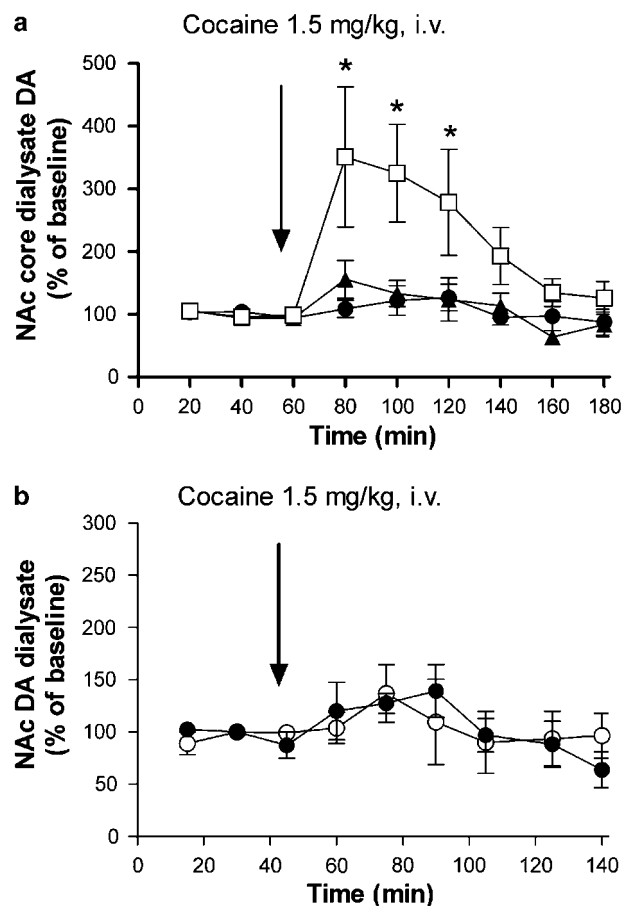 a
Cocaine 1.5 mg/kg, i.v.
NAc core dialysate DA
(% of baseline)
500
400
300
200
100
0
*
*
*
0 20 40 60 80 100 120 140 160 180
Time (min)
b
Cocaine 1.5 mg/kg, i.v.
NAc DA dialysate
(% of baseline)
300
250
200
150
100
50
0
0 20 40 60 80 100 120 140
Time (min)